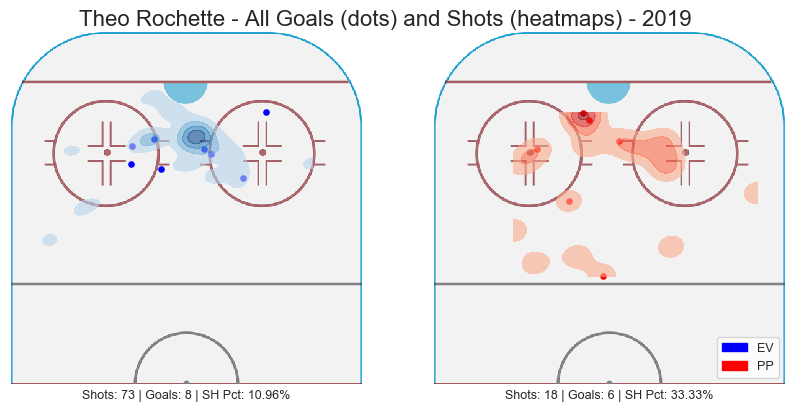 Theo Rochette - All Goals (dots) and Shots (heatmaps) - 2019
EV
PP
Shots: 73 | Goals: 8 | SH Pct: 10.96%
Shots: 18 | Goals: 6 | SH Pct: 33.33%